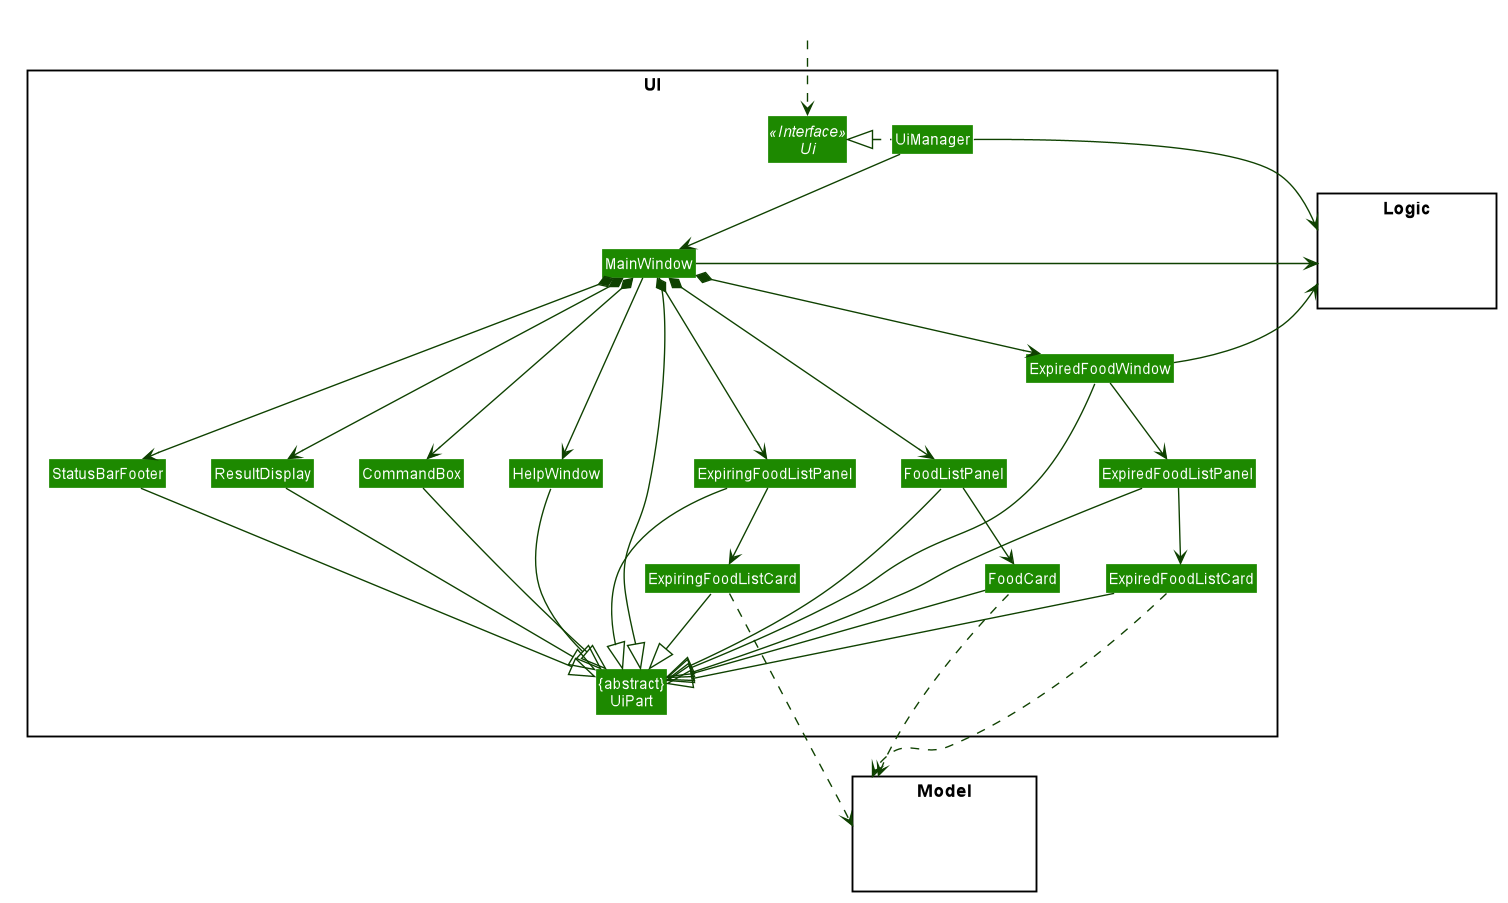 UI
«Interface»
Ui
UiManager
Logic
MainWindow
ExpiredFoodWindow
StatusBarFooter
ResultDisplay
CommandBox
HelpWindow
ExpiringFoodListPanel
FoodListPanel
ExpiredFoodListPanel
ExpiringFoodListCard
FoodCard
ExpiredFoodListCard
{abstract}
UiPart
Model